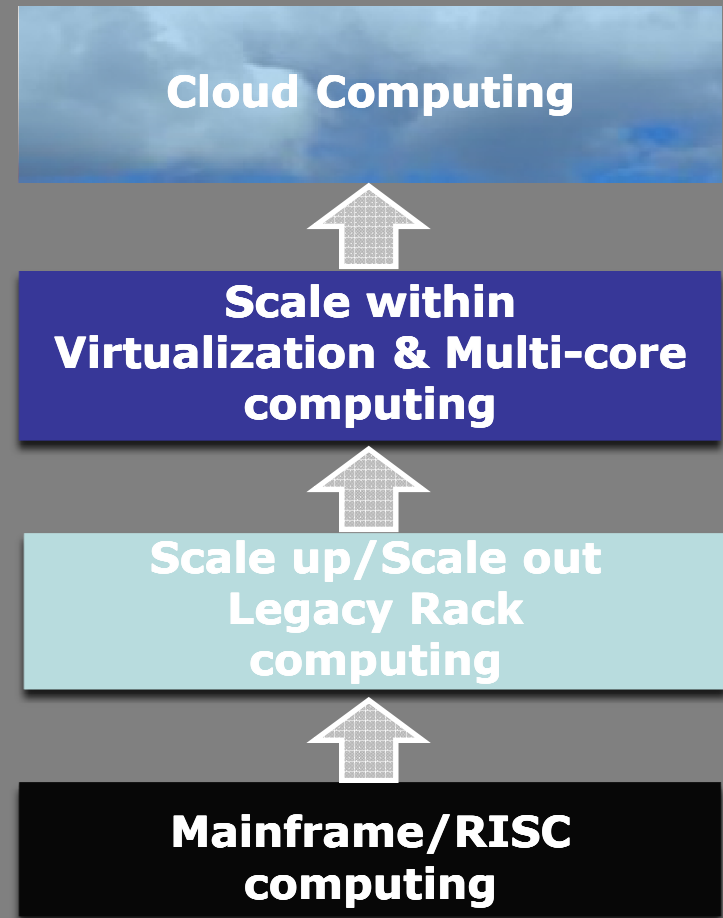 Cloud Computing
Scale within
Virtualization & Multi-core
computing
Scale up/Scale out
Legacy Rack
computing
Mainframe/RISC
computing